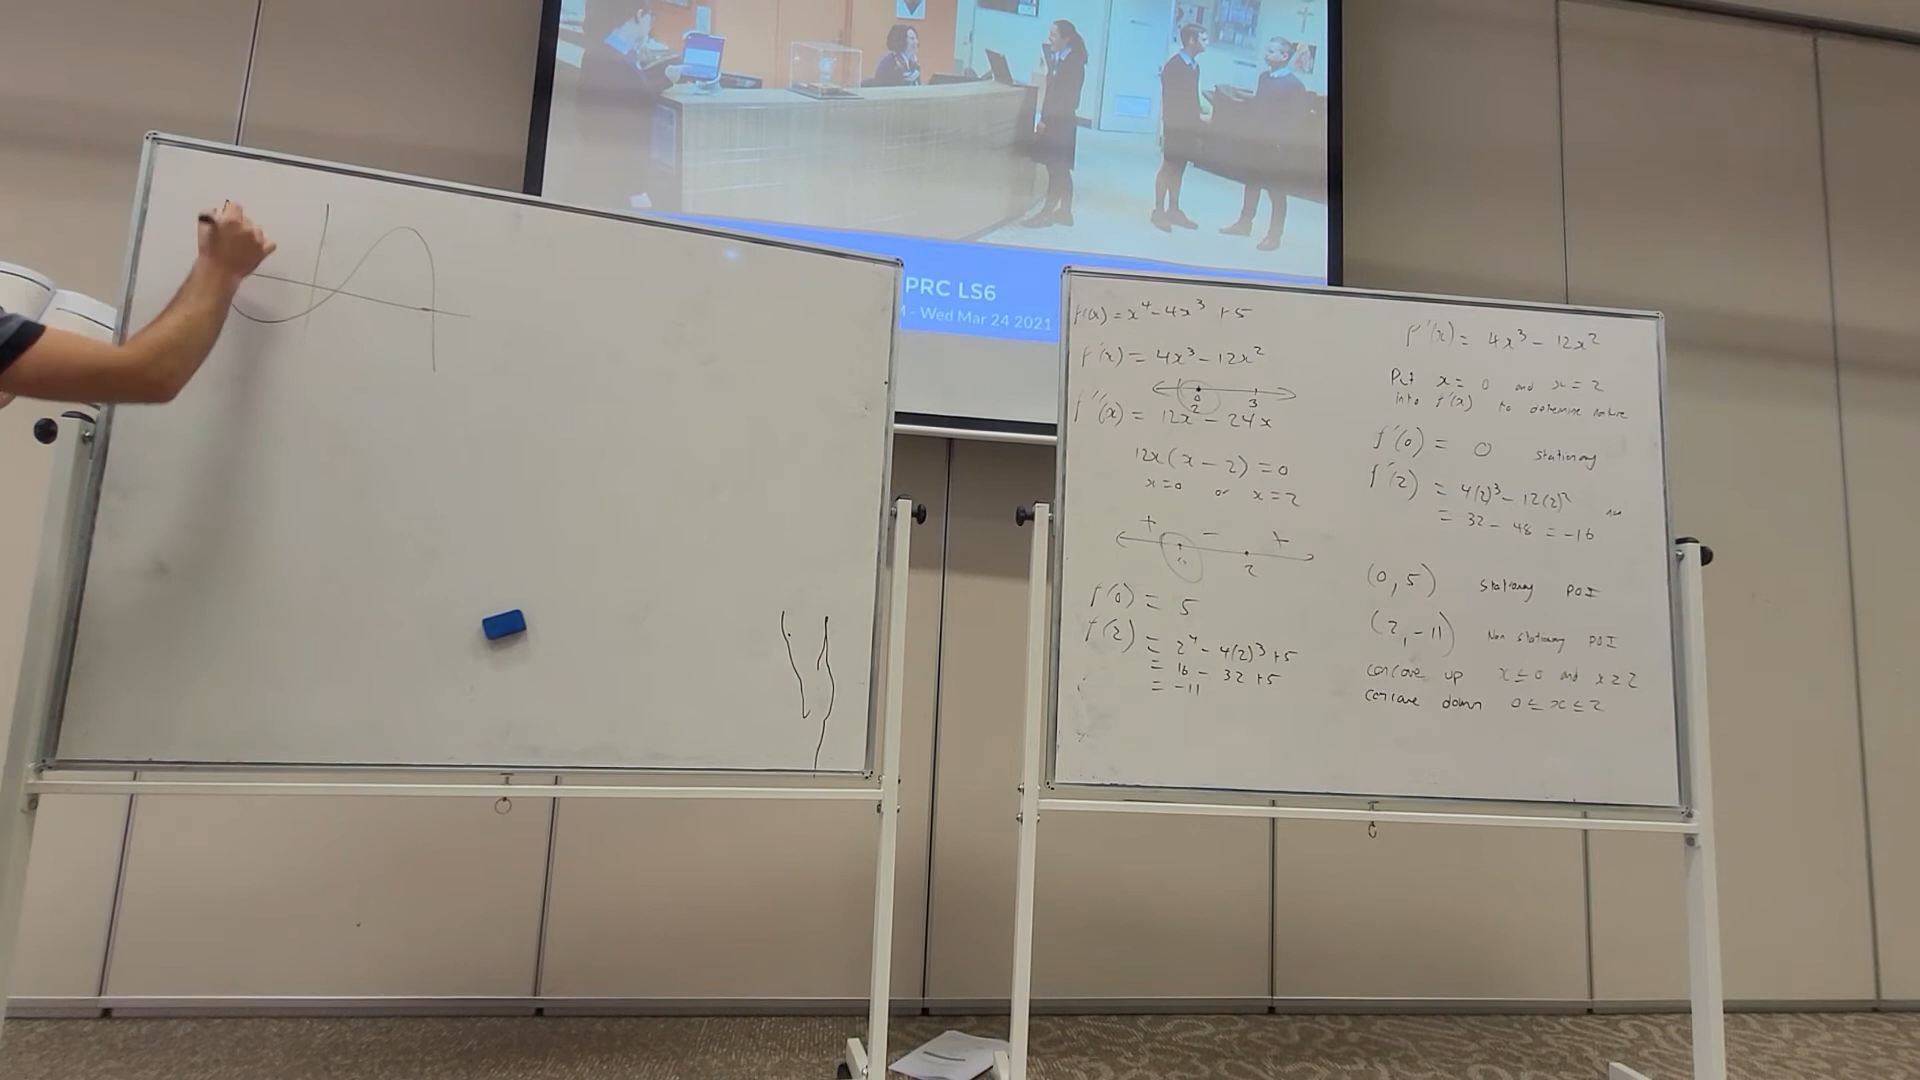 PRC LS6
- Wed Mar 24 2021
f(x) = x⁴ - 4x³ + 5
f'(x) = 4x³ - 12x²
0 3
2
f''(x) = 12x - 24x
12x(x - 2) = 0
x=0 or x=2
+ - +
2
f(0) = 5
f(2) = 2⁴ - 4(2)³ + 5
= 16 - 32 + 5
= -11
f'(x) = 4x³ - 12x²
Put x = 0 and x = 2
into f'(x) to determine nature
f'(0) = 0 stationary
f'(2) = 4(2)³ - 12(2)²
= 32 - 48 = -16
(0, 5) Stationary POI
(2, -11) Non stationary POI
concave up x ≤ 0 and x ≥ 2
concave down 0 ≤ x ≤ 2